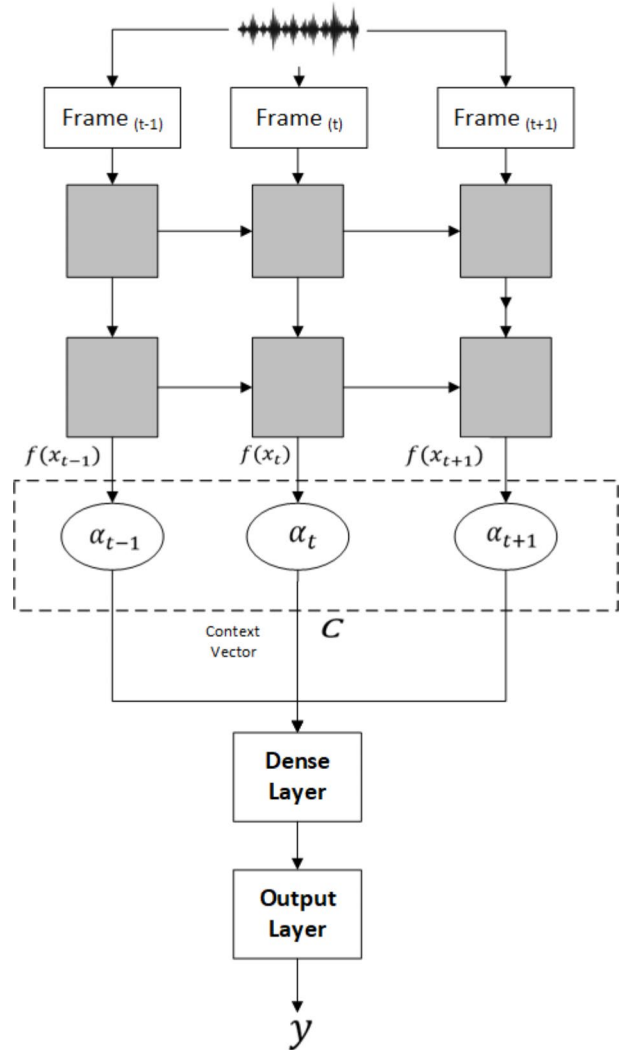 Frame (t-1)
Frame (t)
Frame (t+1)
f(x_{t-1})
f(x_t)
f(x_{t+1})
α_{t-1}
α_t
α_{t+1}
Context
Vector
C
Dense
Layer
Output
Layer
y